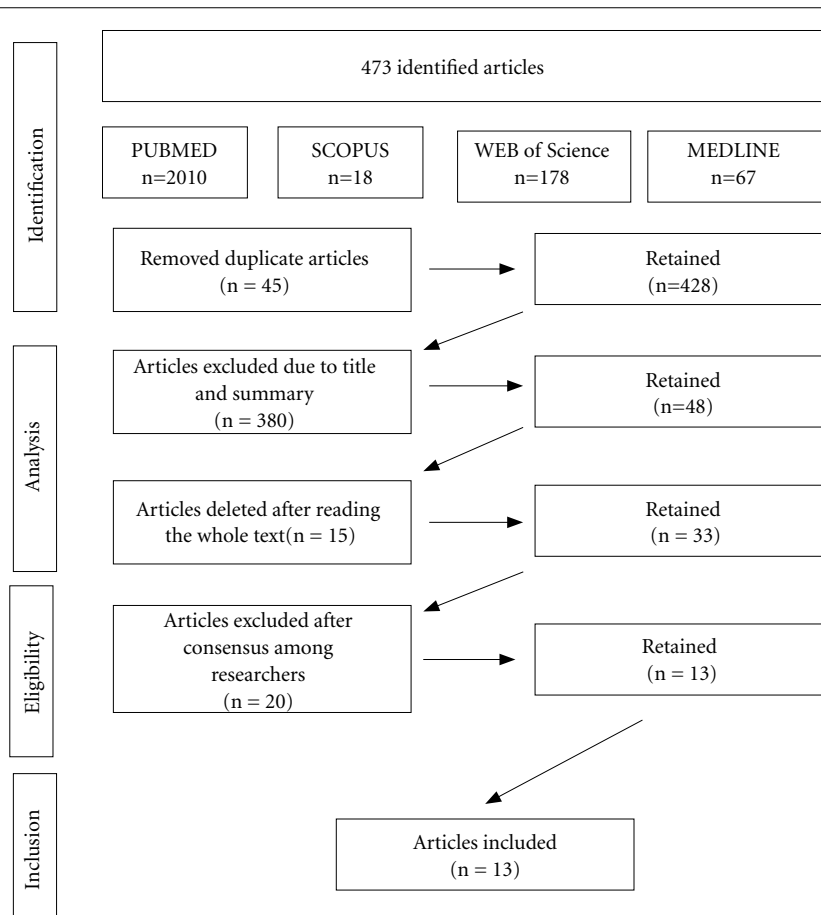 Identification
473 identified articles
PUBMED
n=2010
SCOPUS
n=18
WEB of Science
n=178
MEDLINE
n=67
Removed duplicate articles
(n = 45)
Retained
(n=428)
Analysis
Articles excluded due to title
and summary
(n = 380)
Retained
(n=48)
Articles deleted after reading
the whole text(n = 15)
Retained
(n = 33)
Eligibility
Articles excluded after
consensus among
researchers
(n = 20)
Retained
(n = 13)
Inclusion
Articles included
(n = 13)